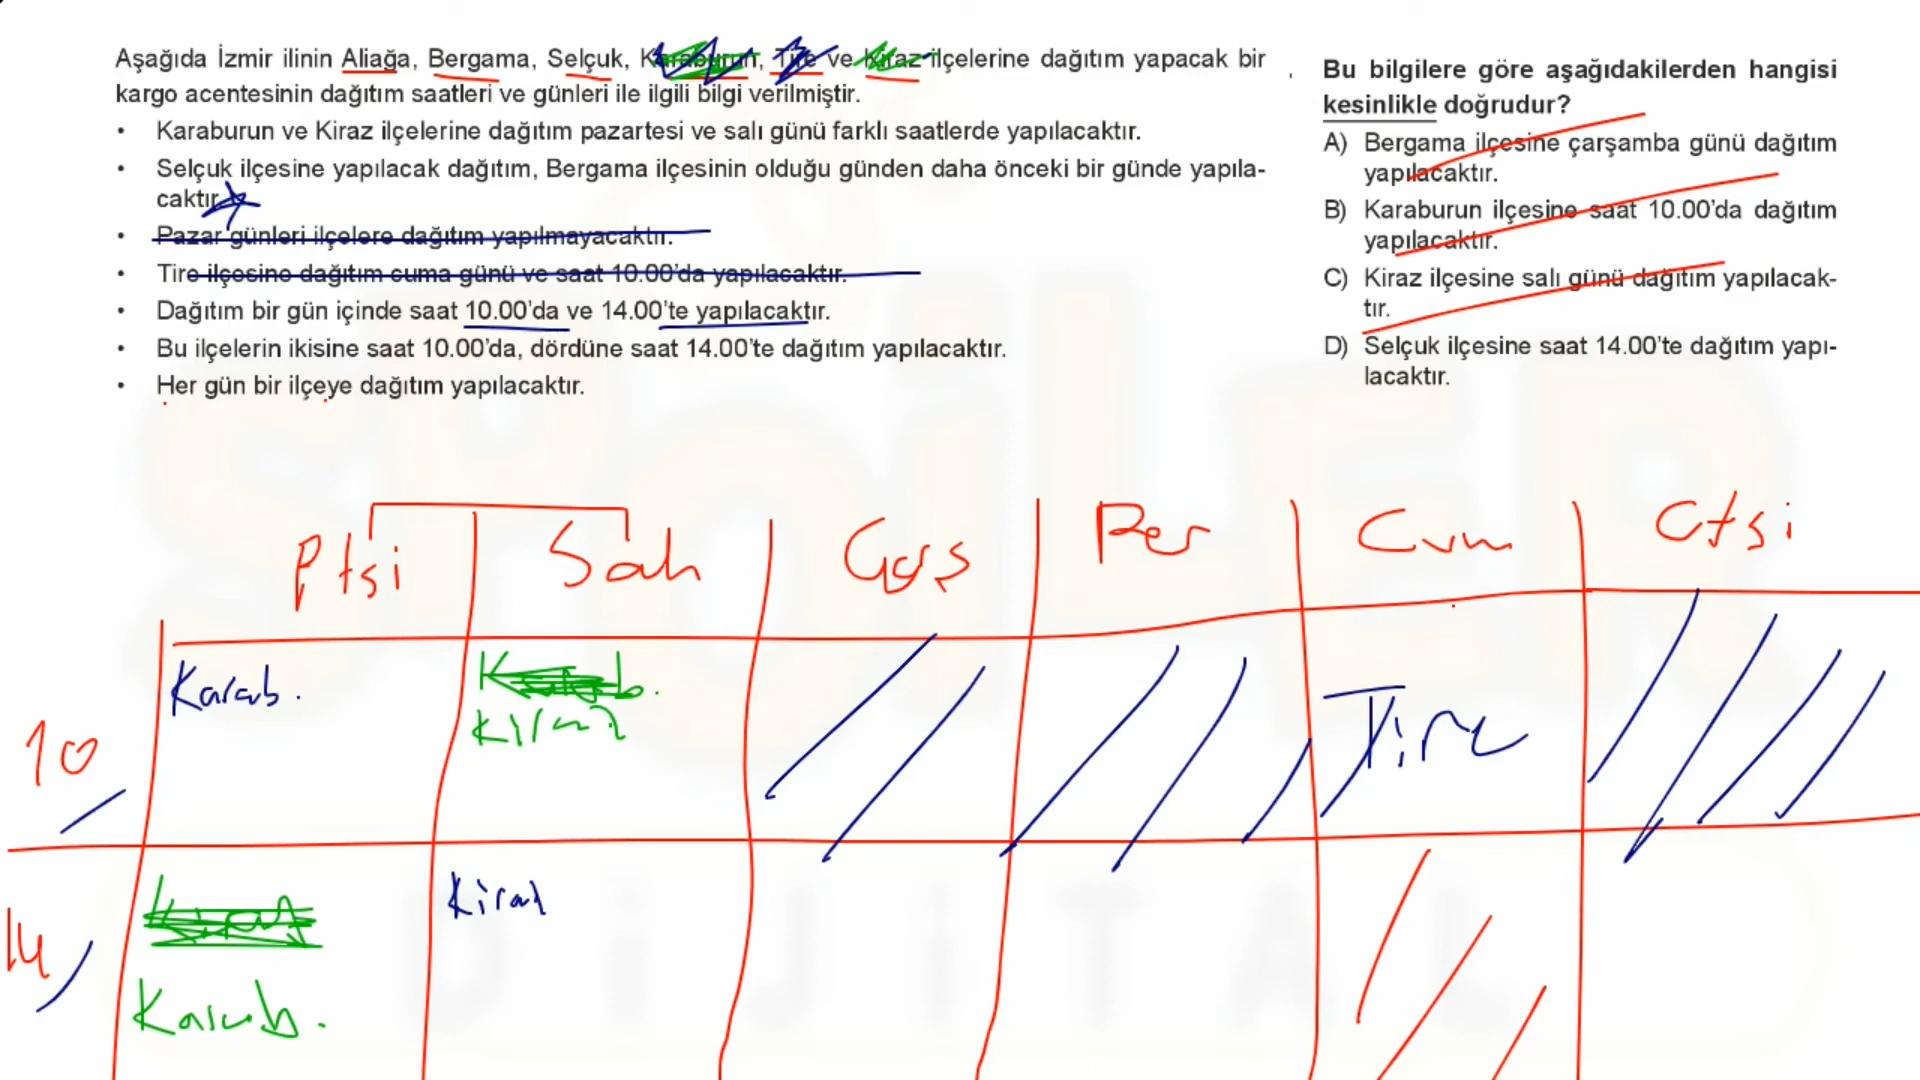 Aşağıda İzmir ilinin Aliağa, Bergama, Selçuk, Karaburun, Tire ve Kiraz ilçelerine dağıtım yapacak bir
kargo acentesinin dağıtım saatleri ve günleri ile ilgili bilgi verilmiştir.
• Karaburun ve Kiraz ilçelerine dağıtım pazartesi ve salı günü farklı saatlerde yapılacaktır.
• Selçuk ilçesine yapılacak dağıtım, Bergama ilçesinin olduğu günden daha önceki bir günde yapıla-
caktır.
• Pazar günleri ilçelere dağıtım yapılmayacaktır.
• Tire ilçesine dağıtım cuma günü ve saat 10.00'da yapılacaktır.
• Dağıtım bir gün içinde saat 10.00'da ve 14.00'te yapılacaktır.
• Bu ilçelerin ikisine saat 10.00'da, dördüne saat 14.00'te dağıtım yapılacaktır.
• Her gün bir ilçeye dağıtım yapılacaktır.
Bu bilgilere göre aşağıdakilerden hangisi
kesinlikle doğrudur?
A) Bergama ilçesine çarşamba günü dağıtım
yapılacaktır.
B) Karaburun ilçesine saat 10.00'da dağıtım
yapılacaktır.
C) Kiraz ilçesine salı günü dağıtım yapılacak-
tır.
D) Selçuk ilçesine saat 14.00'te dağıtım yapı-
lacaktır.
SPOiLER
DİJİTAL
Ptsi Salı Çarş Per Cum Ctsi
10 Karab. Karab. Tire
Kiraz
14 Kiraz Kiraz
Karab.